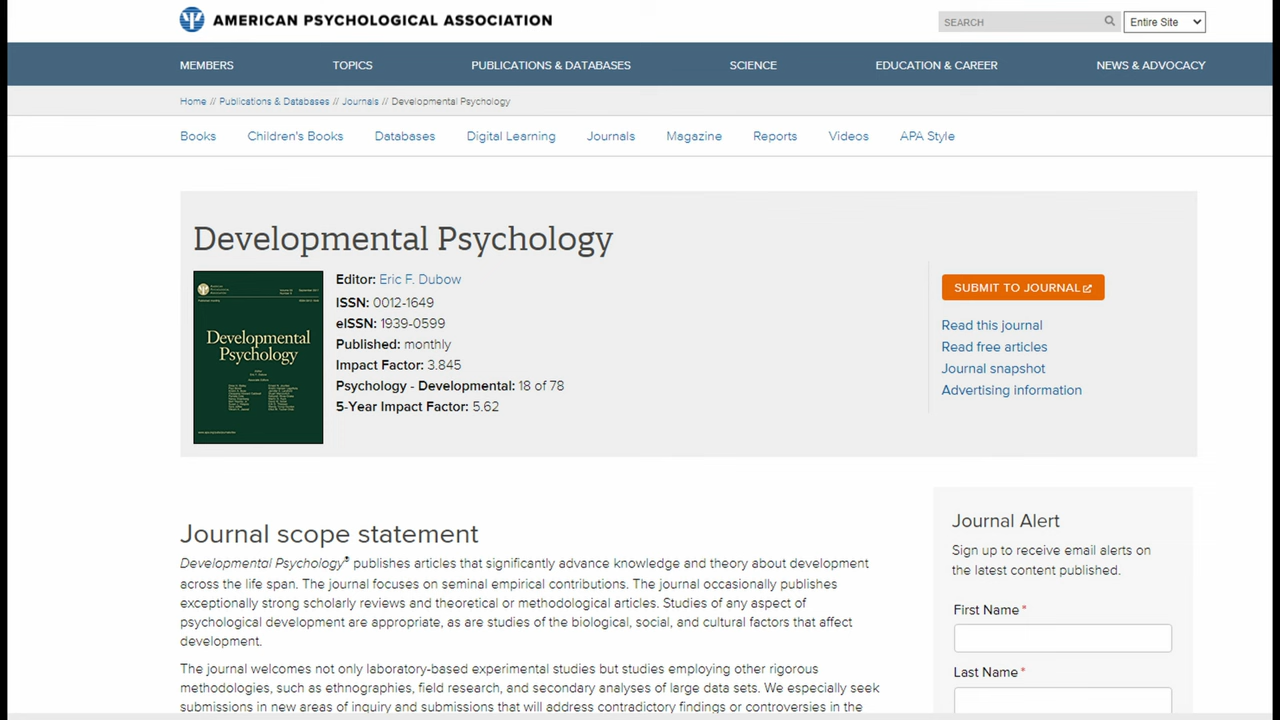 AMERICAN PSYCHOLOGICAL ASSOCIATION
SEARCH
Entire Site
MEMBERS TOPICS PUBLICATIONS & DATABASES SCIENCE EDUCATION & CAREER NEWS & ADVOCACY
Home // Publications & Databases // Journals // Developmental Psychology
Books Children's Books Databases Digital Learning Journals Magazine Reports Videos APA Style
Developmental Psychology
Developmental
Psychology
Editor: Eric F. Dubow
ISSN: 0012-1649
eISSN: 1939-0599
Published: monthly
Impact Factor: 3.845
Psychology - Developmental: 18 of 78
5-Year Impact Factor: 5.62
SUBMIT TO JOURNAL
Read this journal
Read free articles
Journal snapshot
Advertising information
Journal scope statement
Developmental Psychology® publishes articles that significantly advance knowledge and theory about development
across the life span. The journal focuses on seminal empirical contributions. The journal occasionally publishes
exceptionally strong scholarly reviews and theoretical or methodological articles. Studies of any aspect of
psychological development are appropriate, as are studies of the biological, social, and cultural factors that affect
development.
The journal welcomes not only laboratory-based experimental studies but studies employing other rigorous
methodologies, such as ethnographies, field research, and secondary analyses of large data sets. We especially seek
submissions in new areas of inquiry and submissions that will address contradictory findings or controversies in the
Journal Alert
Sign up to receive email alerts on
the latest content published.
First Name *
Last Name *